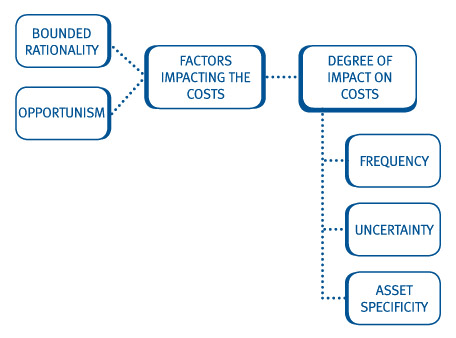 BOUNDED
RATIONALITY
OPPORTUNISM
FACTORS
IMPACTING THE
COSTS
DEGREE OF
IMPACT ON
COSTS
FREQUENCY
UNCERTAINTY
ASSET
SPECIFICITY